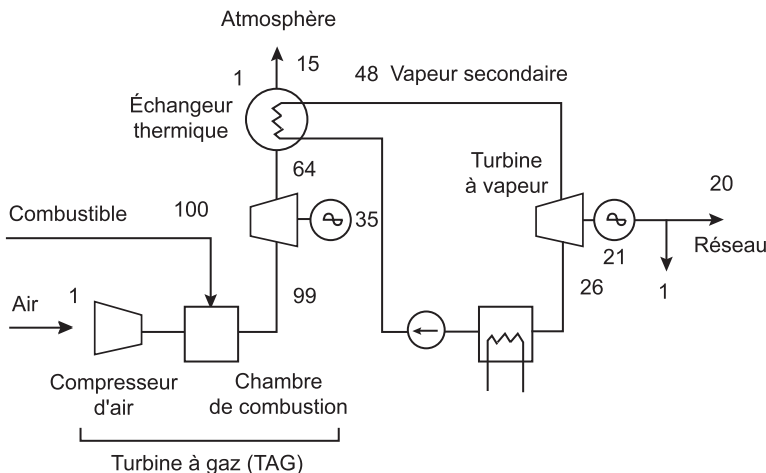 Atmosphère
15
1
48 Vapeur secondaire
Échangeur
thermique
64
Turbine
à vapeur
20
Combustible
100
35
Réseau
21
26
1
99
Air
1
Compresseur
d'air
Chambre
de combustion
Turbine à gaz (TAG)